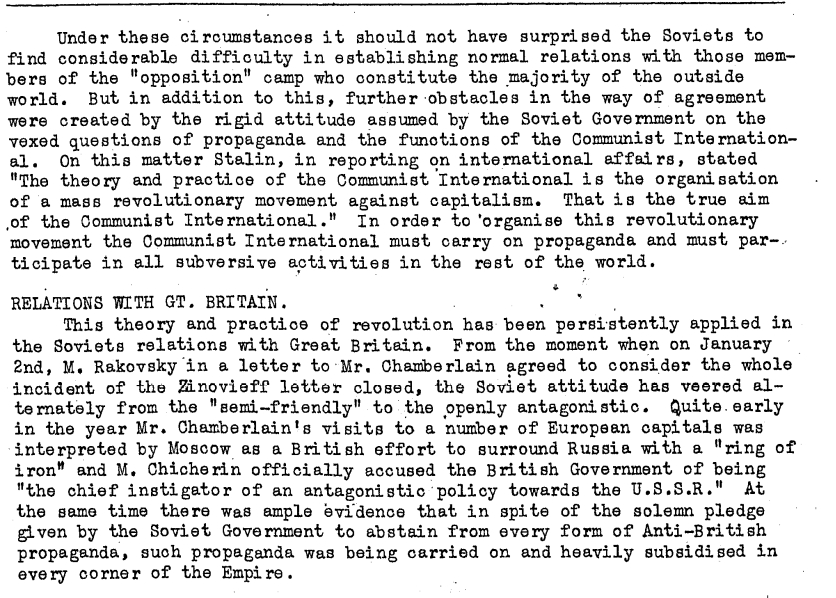 Under these circumstances it should not have surprised the Soviets to
find considerable difficulty in establishing normal relations with those mem-
bers of the "opposition" camp who constitute the majority of the outside
world. But in addition to this, further obstacles in the way of agreement
were created by the rigid attitude assumed by the Soviet Government on the
vexed questions of propaganda and the functions of the Communist Internation-
al. On this matter Stalin, in reporting on international affairs, stated
"The theory and practice of the Communist International is the organisation
of a mass revolutionary movement against capitalism. That is the true aim
of the Communist International." In order to organise this revolutionary
movement the Communist International must carry on propaganda and must par-
ticipate in all subversive activities in the rest of the world.
RELATIONS WITH GT. BRITAIN.
This theory and practice of revolution has been persistently applied in
the Soviets relations with Great Britain. From the moment when on January
2nd, M. Rakovsky in a letter to Mr. Chamberlain agreed to consider the whole
incident of the Zinovieff letter closed, the Soviet attitude has veered al-
ternately from the "semi-friendly" to the openly antagonistic. Quite early
in the year Mr. Chamberlain's visits to a number of European capitals was
interpreted by Moscow as a British effort to surround Russia with a "ring of
iron" and M. Chicherin officially accused the British Government of being
"the chief instigator of an antagonistic policy towards the U.S.S.R." At
the same time there was ample evidence that in spite of the solemn pledge
given by the Soviet Government to abstain from every form of Anti-British
propaganda, such propaganda was being carried on and heavily subsidised in
every corner of the Empire.